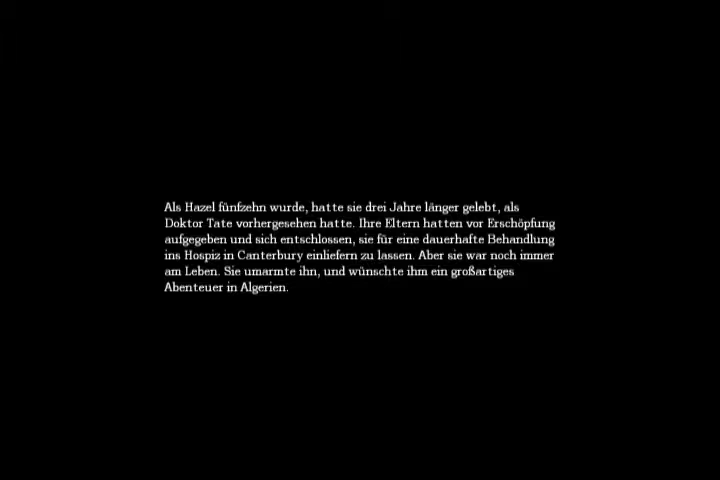 Als Hazel fünfzehn wurde, hatte sie drei Jahre länger gelebt, als
Doktor Tate vorhergesehen hatte. Ihre Eltern hatten vor Erschöpfung
aufgegeben und sich entschlossen, sie für eine dauerhafte Behandlung
ins Hospiz in Canterbury einliefern zu lassen. Aber sie war noch immer
am Leben. Sie umarmte ihn, und wünschte ihm ein großartiges
Abenteuer in Algerien.